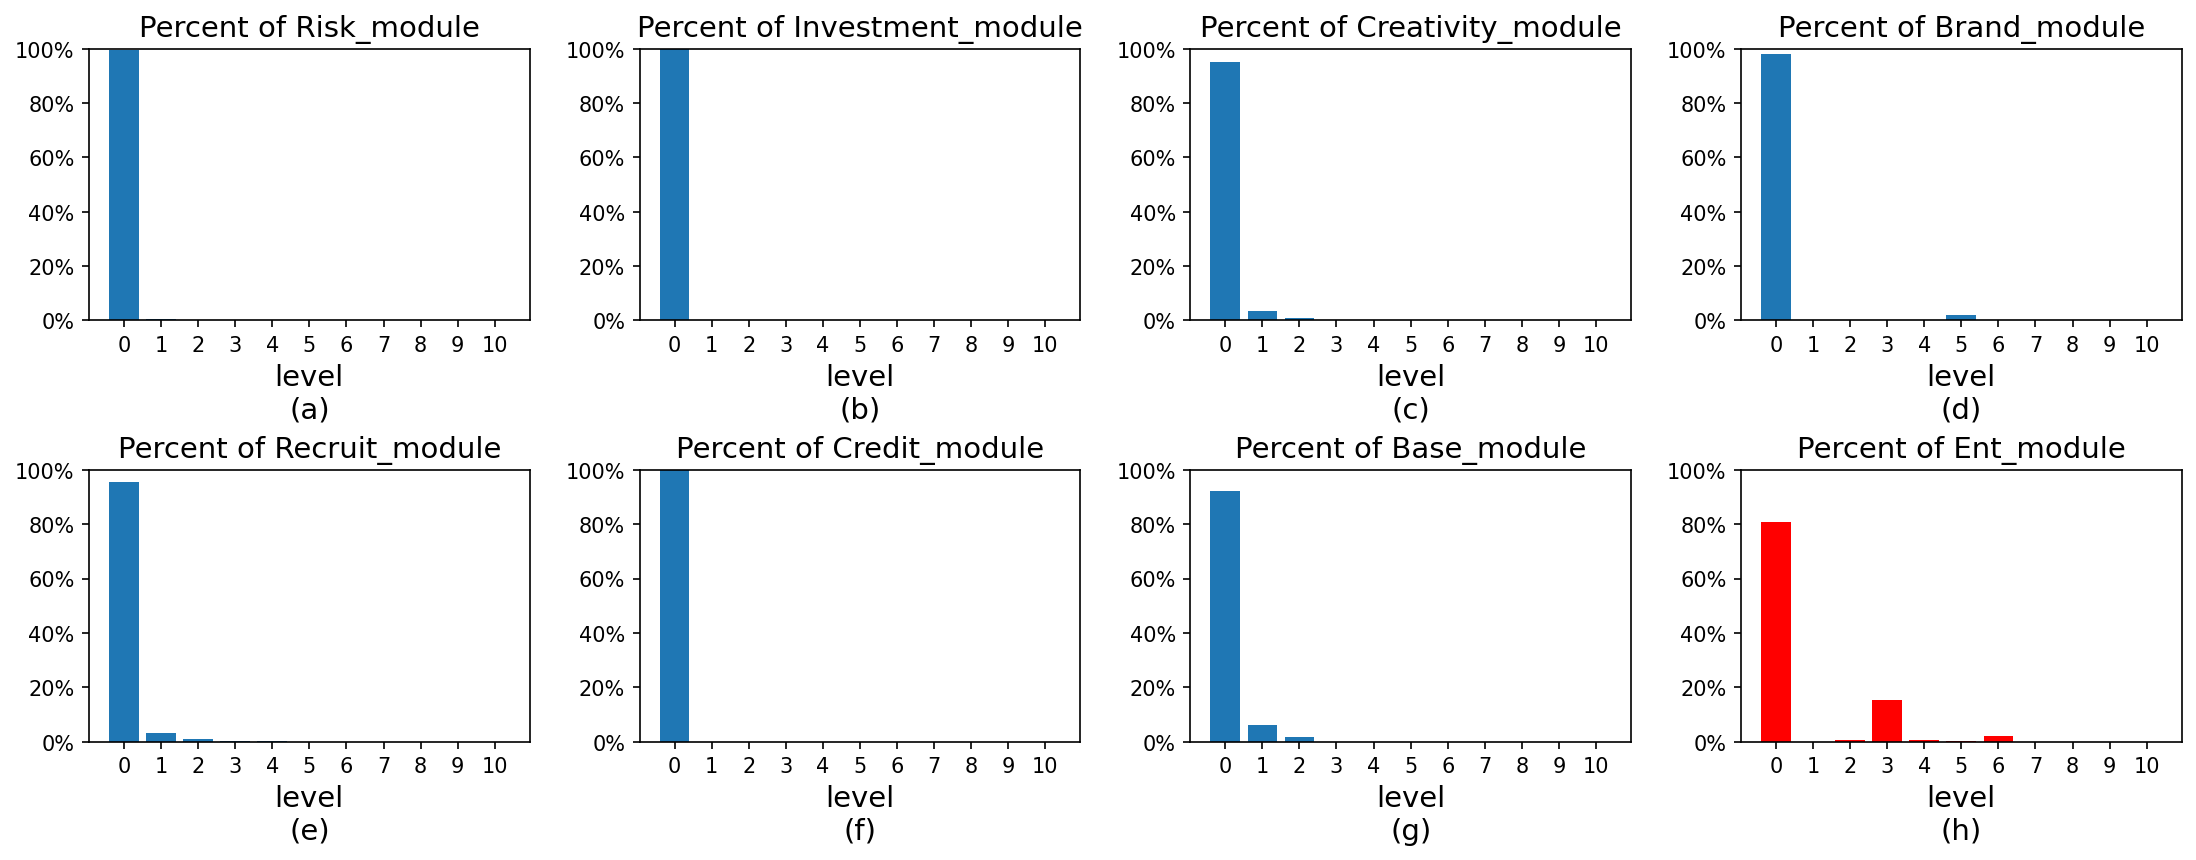 Percent of Risk_module
100%
80%
60%
40%
20%
0%
0 1 2 3 4 5 6 7 8 9 10
level
(a)
Percent of Investment_module
100%
80%
60%
40%
20%
0%
0 1 2 3 4 5 6 7 8 9 10
level
(b)
Percent of Creativity_module
100%
80%
60%
40%
20%
0%
0 1 2 3 4 5 6 7 8 9 10
level
(c)
Percent of Brand_module
100%
80%
60%
40%
20%
0%
0 1 2 3 4 5 6 7 8 9 10
level
(d)
Percent of Recruit_module
100%
80%
60%
40%
20%
0%
0 1 2 3 4 5 6 7 8 9 10
level
(e)
Percent of Credit_module
100%
80%
60%
40%
20%
0%
0 1 2 3 4 5 6 7 8 9 10
level
(f)
Percent of Base_module
100%
80%
60%
40%
20%
0%
0 1 2 3 4 5 6 7 8 9 10
level
(g)
Percent of Ent_module
100%
80%
60%
40%
20%
0%
0 1 2 3 4 5 6 7 8 9 10
level
(h)